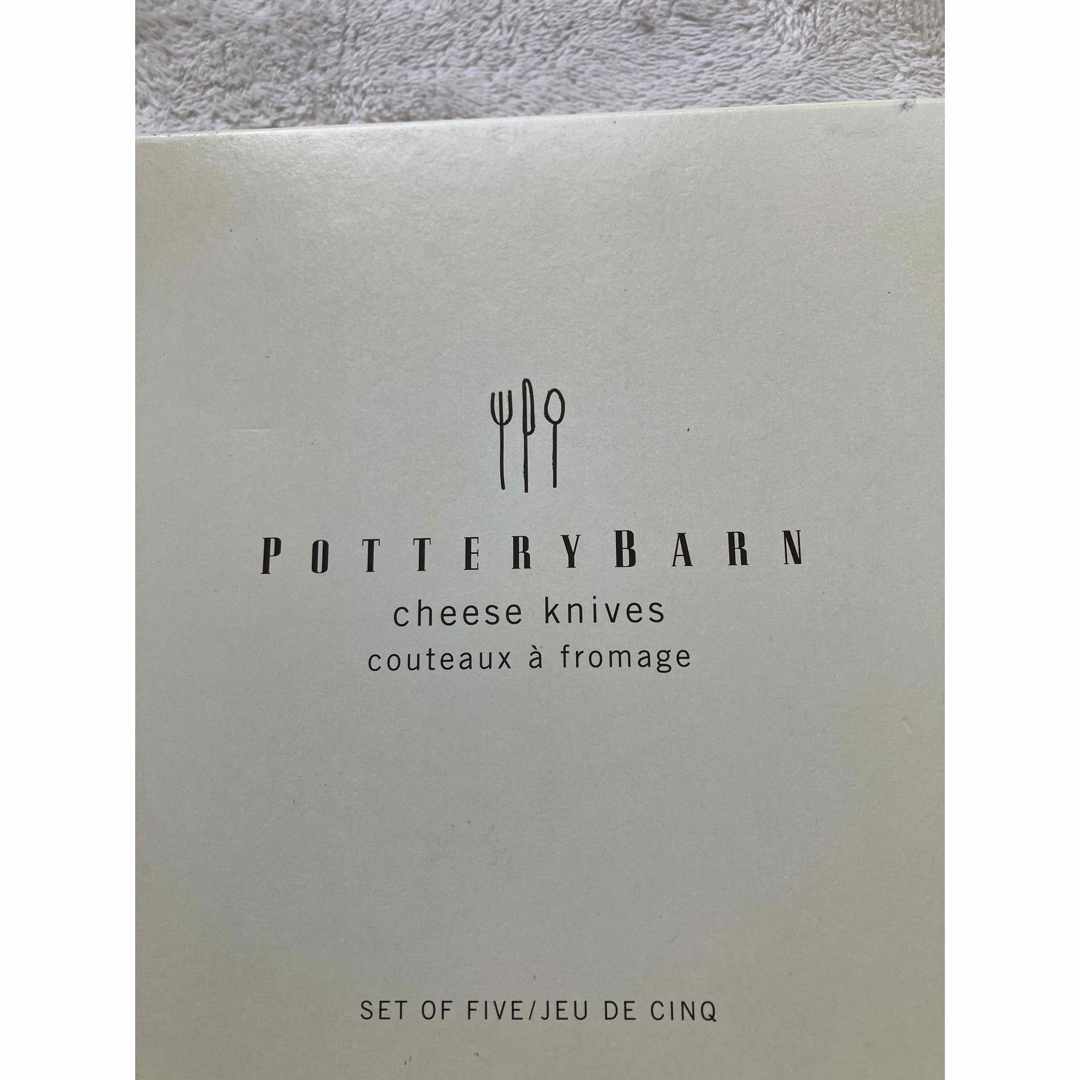 POTTERYBARN
cheese knives
couteaux à fromage
SET OF FIVE/JEU DE CINQ